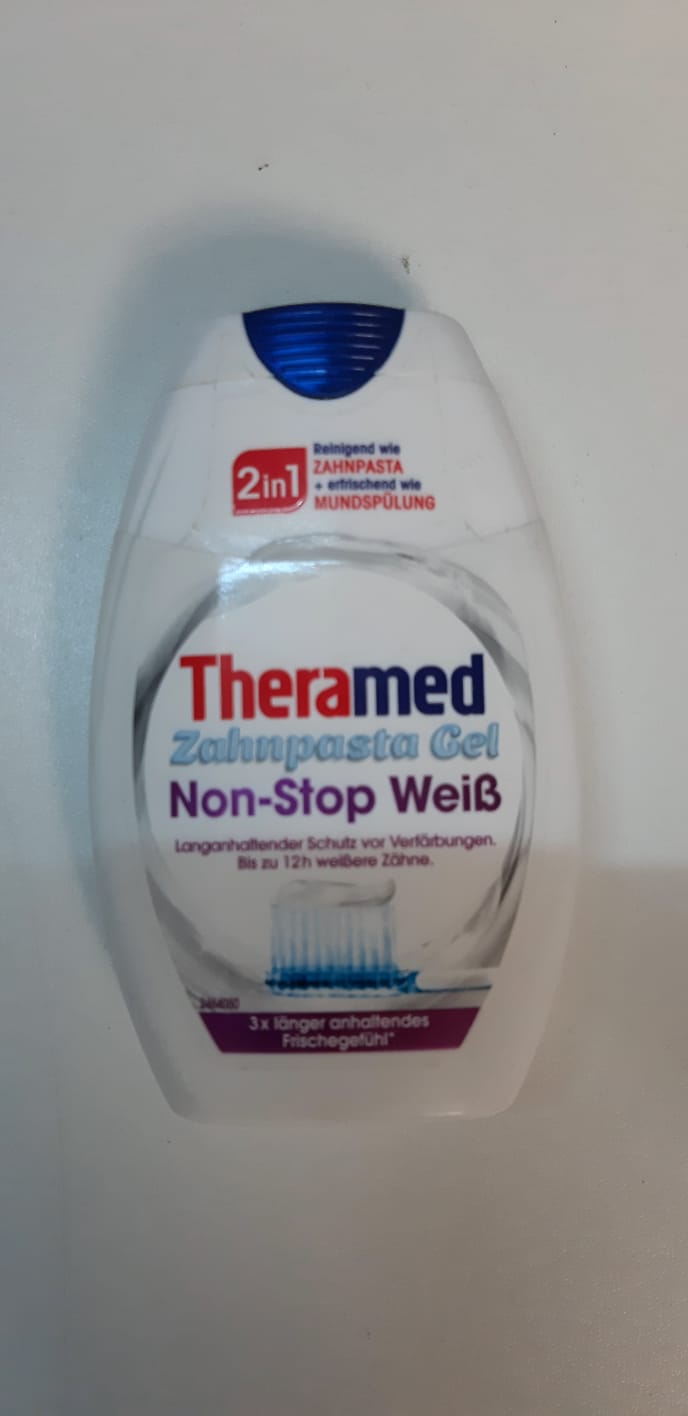 2in1
Reinigend wie
ZAHNPASTA
+ erfrischend wie
MUNDSPÜLUNG
Theramed
Zahnpasta Gel
Non-Stop Weiß
Langanhaltender Schutz vor Verfärbungen.
Bis zu 12h weißere Zähne.
3x länger anhaltendes
Frischegefühl*